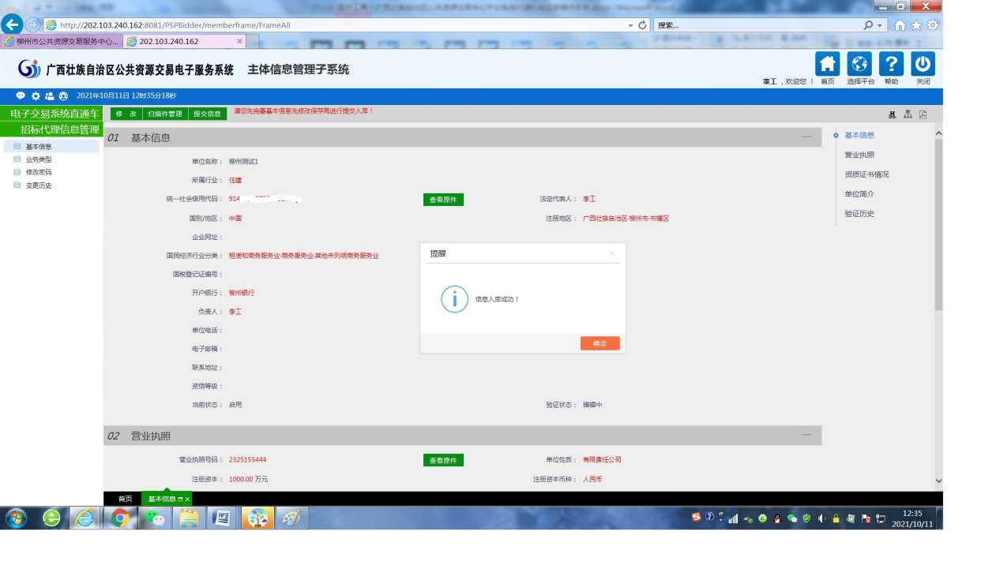 http://202.103.240.162:8081/PSPBidder/memberframe/FrameAll
搜索...
柳州市公共资源交易服务中心...
202.103.240.162
广西壮族自治区公共资源交易电子服务系统 主体信息管理子系统
李工，欢迎您！ 首页 选择平台 帮助 关闭
2021年10月11日 12时35分18秒
电子交易系统直通车
招标代理信息管理
基本信息
业务类型
修改密码
变更历史
修 改 扫描件管理 提交信息 请您先完善基本信息先修改保存再进行提交入库！
01 基本信息
单位名称： 柳州测试1
所属行业： 住建
统一社会信用代码： 914 查看原件 法定代表人： 李工
国别/地区： 中国 注册地区： 广西壮族自治区·柳州市·市辖区
企业网址：
国民经济行业分类： 租赁和商务服务业·商务服务业·其他未列明商务服务业
国税登记证编号：
开户银行： 柳州银行
负责人： 李工
单位电话：
电子邮箱：
联系地址：
资信等级：
当前状态： 启用 验证状态： 编辑中
提醒
信息入库成功！
确定
02 营业执照
营业执照号码： 2325155444 查看原件 单位性质： 有限责任公司
注册资本： 1000.00 万元 注册资本币种： 人民币
基本信息
营业执照
资质证书情况
单位简介
验证历史
首页 基本信息
12:35
2021/10/11